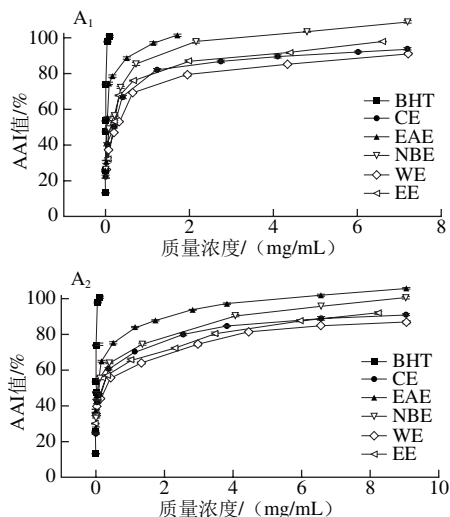 A1
100
80
60
40
20
0
AAI值/%
BHT
CE
EAE
NBE
WE
EE
0
2
4
6
8
质量浓度/（mg/mL）
A2
100
80
60
40
20
0
AAI值/%
BHT
CE
EAE
NBE
WE
EE
0
2
4
6
8
10
质量浓度/（mg/mL）